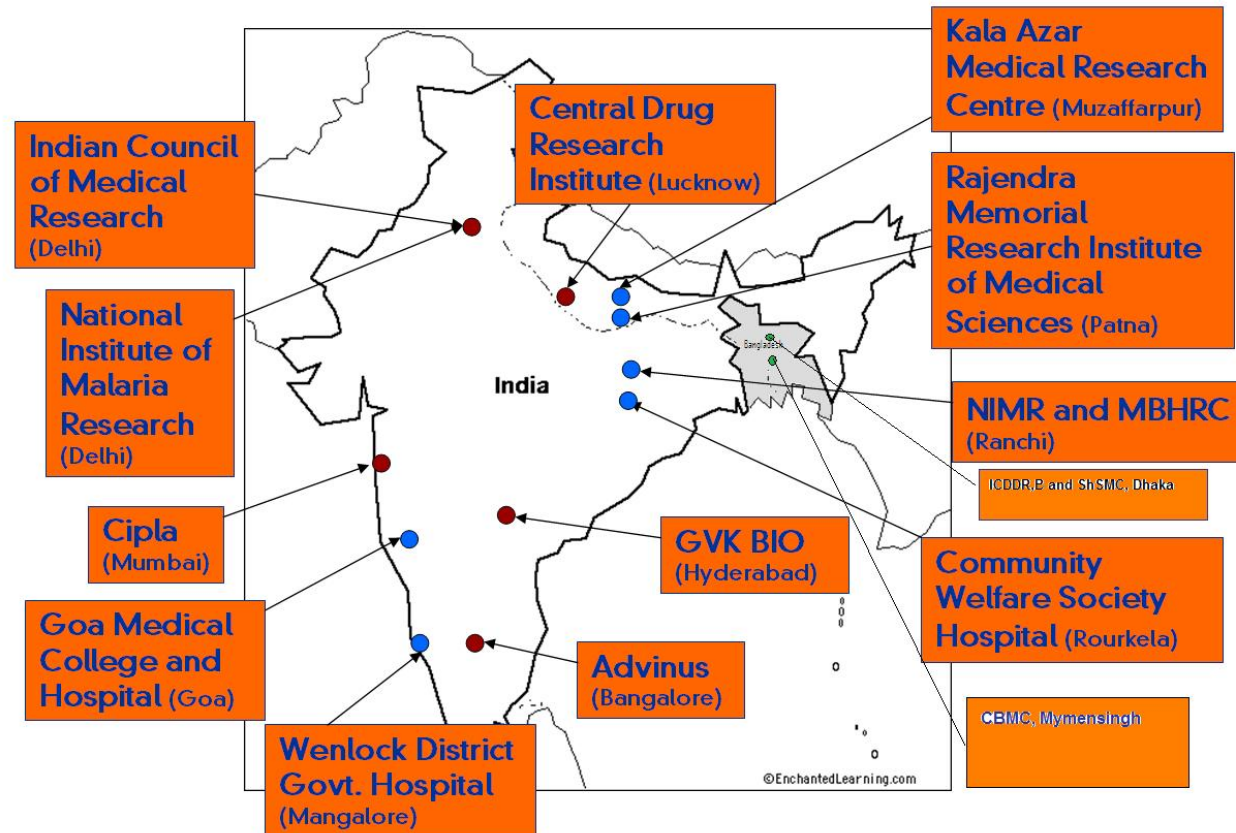 Kala Azar
Medical Research
Centre (Muzaffarpur)
Central Drug
Research
Institute (Lucknow)
Indian Council
of Medical
Research
(Delhi)
Rajendra
Memorial
Research Institute
of Medical
Sciences (Patna)
National
Institute of
Malaria
Research
(Delhi)
Bangladesh
India
NIMR and MBHRC
(Ranchi)
ICDDR,B and ShSMC, Dhaka
Cipla
(Mumbai)
GVK BIO
(Hyderabad)
Community
Welfare Society
Hospital (Rourkela)
Goa Medical
College and
Hospital (Goa)
Advinus
(Bangalore)
CBMC, Mymensingh
Wenlock District
Govt. Hospital
(Mangalore)
©EnchantedLearning.com